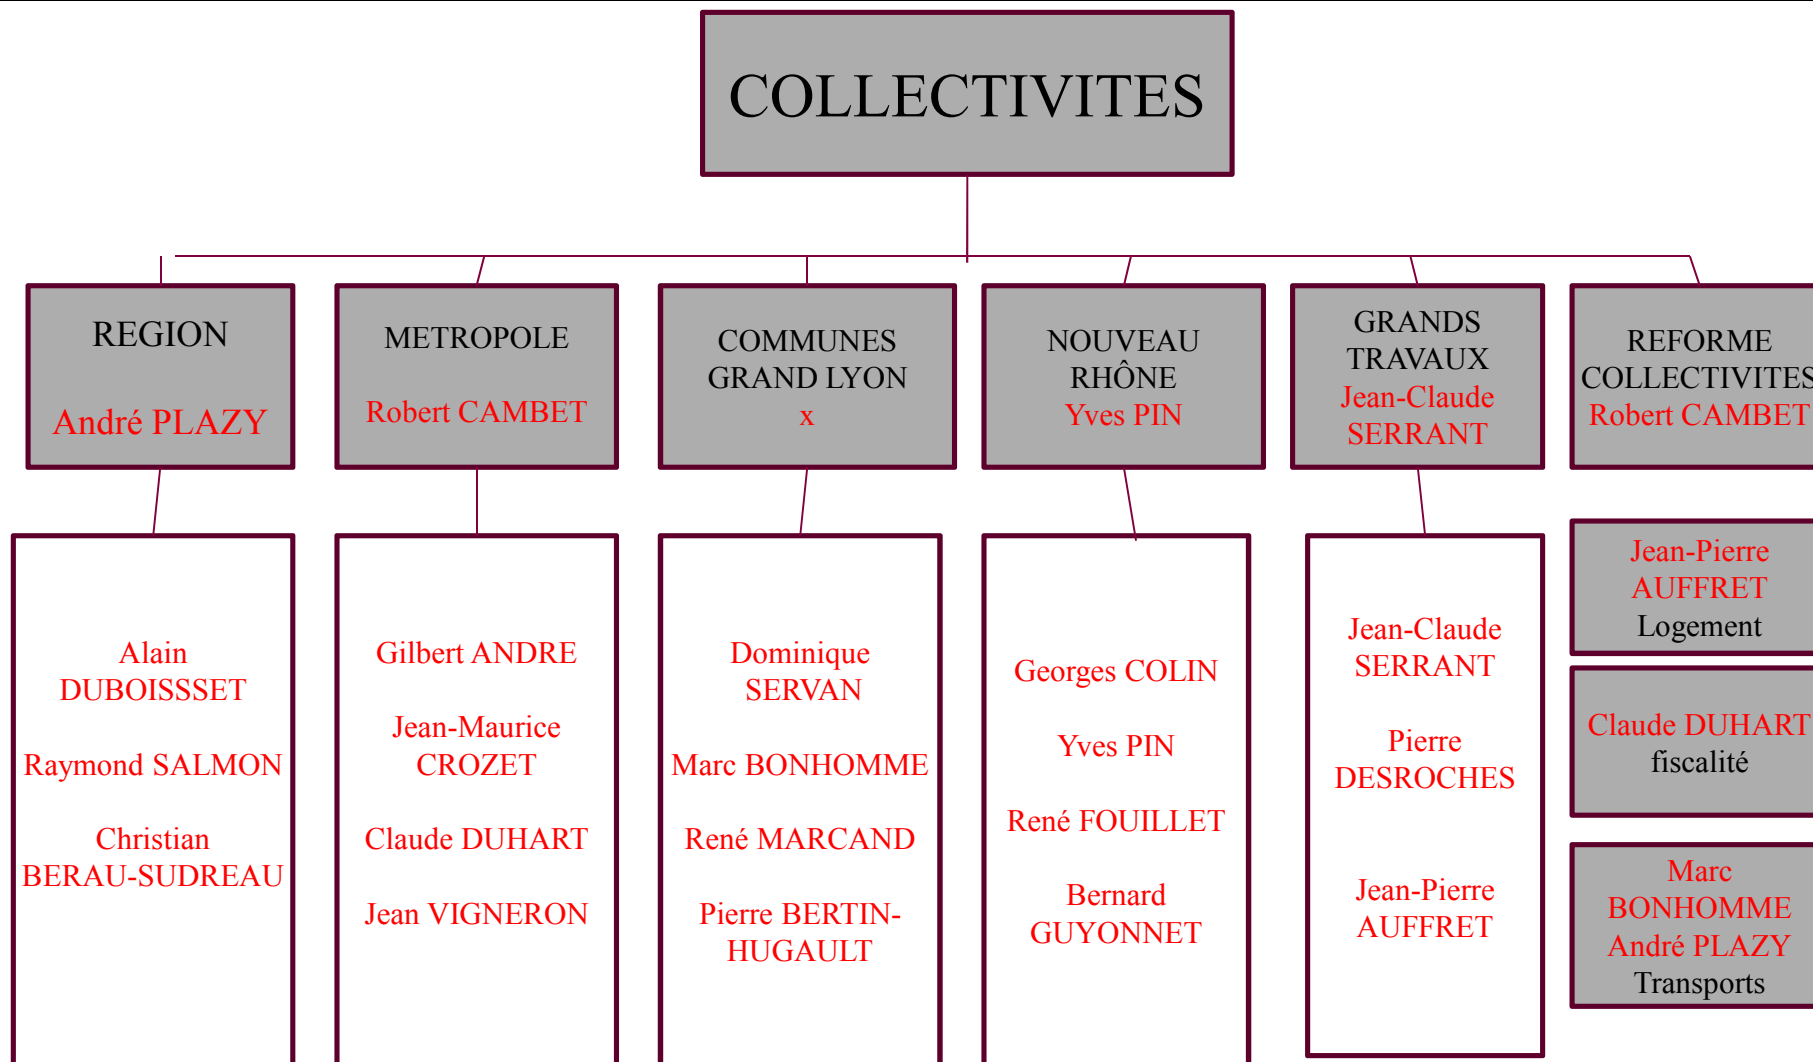 COLLECTIVITES
REGION
André PLAZY
METROPOLE
Robert CAMBET
COMMUNES
GRAND LYON
x
NOUVEAU
RHÔNE
Yves PIN
GRANDS
TRAVAUX
Jean-Claude
SERRANT
REFORME
COLLECTIVITES
Robert CAMBET
Alain
DUBOISSSET
Raymond SALMON
Christian
BERAU-SUDREAU
Gilbert ANDRE
Jean-Maurice
CROZET
Claude DUHART
Jean VIGNERON
Dominique
SERVAN
Marc BONHOMME
René MARCAND
Pierre BERTIN-
HUGAULT
Georges COLIN
Yves PIN
René FOUILLET
Bernard
GUYONNET
Jean-Claude
SERRANT
Pierre
DESROCHES
Jean-Pierre
AUFFRET
Jean-Pierre
AUFFRET
Logement
Claude DUHART
fiscalité
Marc
BONHOMME
André PLAZY
Transports